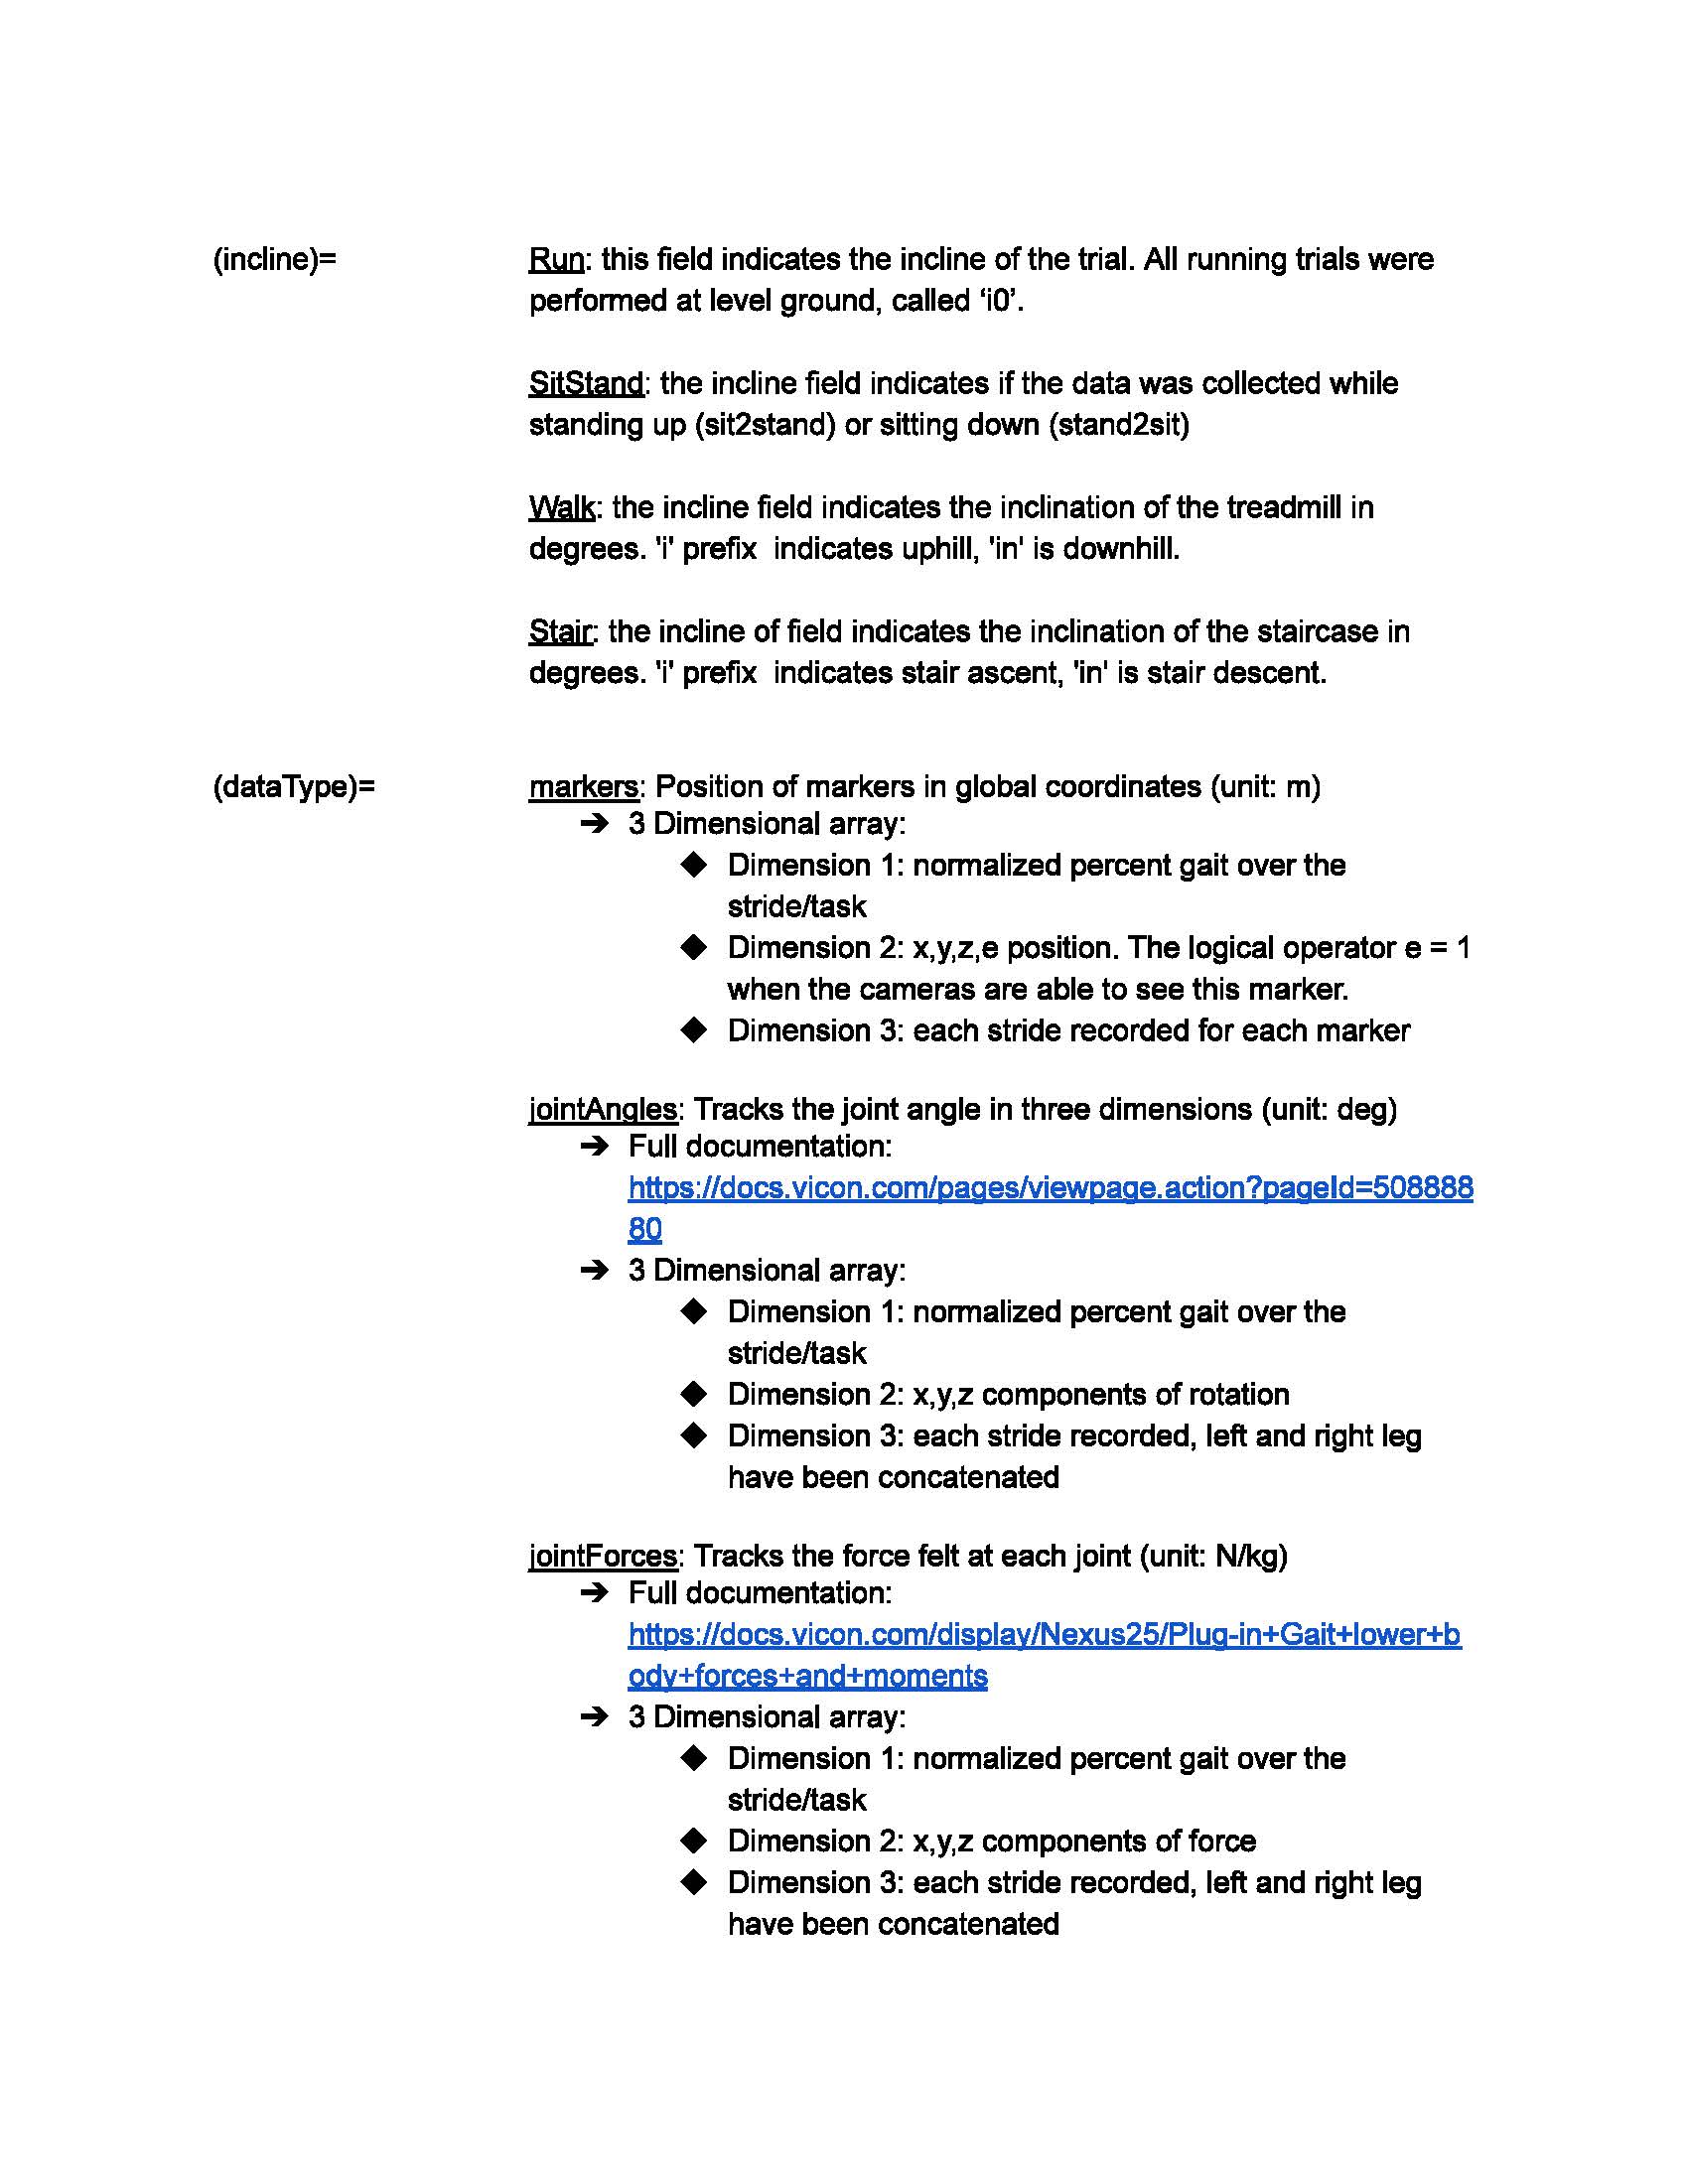 (incline)= Run: this field indicates the incline of the trial. All running trials were
performed at level ground, called ‘i0’.
SitStand: the incline field indicates if the data was collected while
standing up (sit2stand) or sitting down (stand2sit)
Walk: the incline field indicates the inclination of the treadmill in
degrees. 'i' prefix  indicates uphill, 'in' is downhill.
Stair: the incline of field indicates the inclination of the staircase in
degrees. 'i' prefix  indicates stair ascent, 'in' is stair descent.
(dataType)= markers: Position of markers in global coordinates (unit: m)
➔ 3 Dimensional array:
◆ Dimension 1: normalized percent gait over the
stride/task
◆ Dimension 2: x,y,z,e position. The logical operator e = 1
when the cameras are able to see this marker.
◆ Dimension 3: each stride recorded for each marker
jointAngles: Tracks the joint angle in three dimensions (unit: deg)
➔ Full documentation:
https://docs.vicon.com/pages/viewpage.action?pageId=508888
80
➔ 3 Dimensional array:
◆ Dimension 1: normalized percent gait over the
stride/task
◆ Dimension 2: x,y,z components of rotation
◆ Dimension 3: each stride recorded, left and right leg
have been concatenated
jointForces: Tracks the force felt at each joint (unit: N/kg)
➔ Full documentation:
https://docs.vicon.com/display/Nexus25/Plug-in+Gait+lower+b
ody+forces+and+moments
➔ 3 Dimensional array:
◆ Dimension 1: normalized percent gait over the
stride/task
◆ Dimension 2: x,y,z components of force
◆ Dimension 3: each stride recorded, left and right leg
have been concatenated